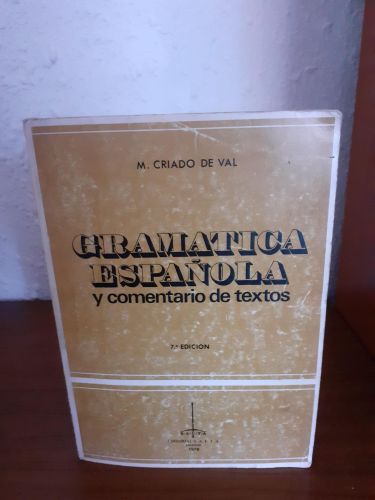 M. CRIADO DE VAL
GRAMATICA
ESPAÑOLA
y comentario de textos
7.ª EDICION